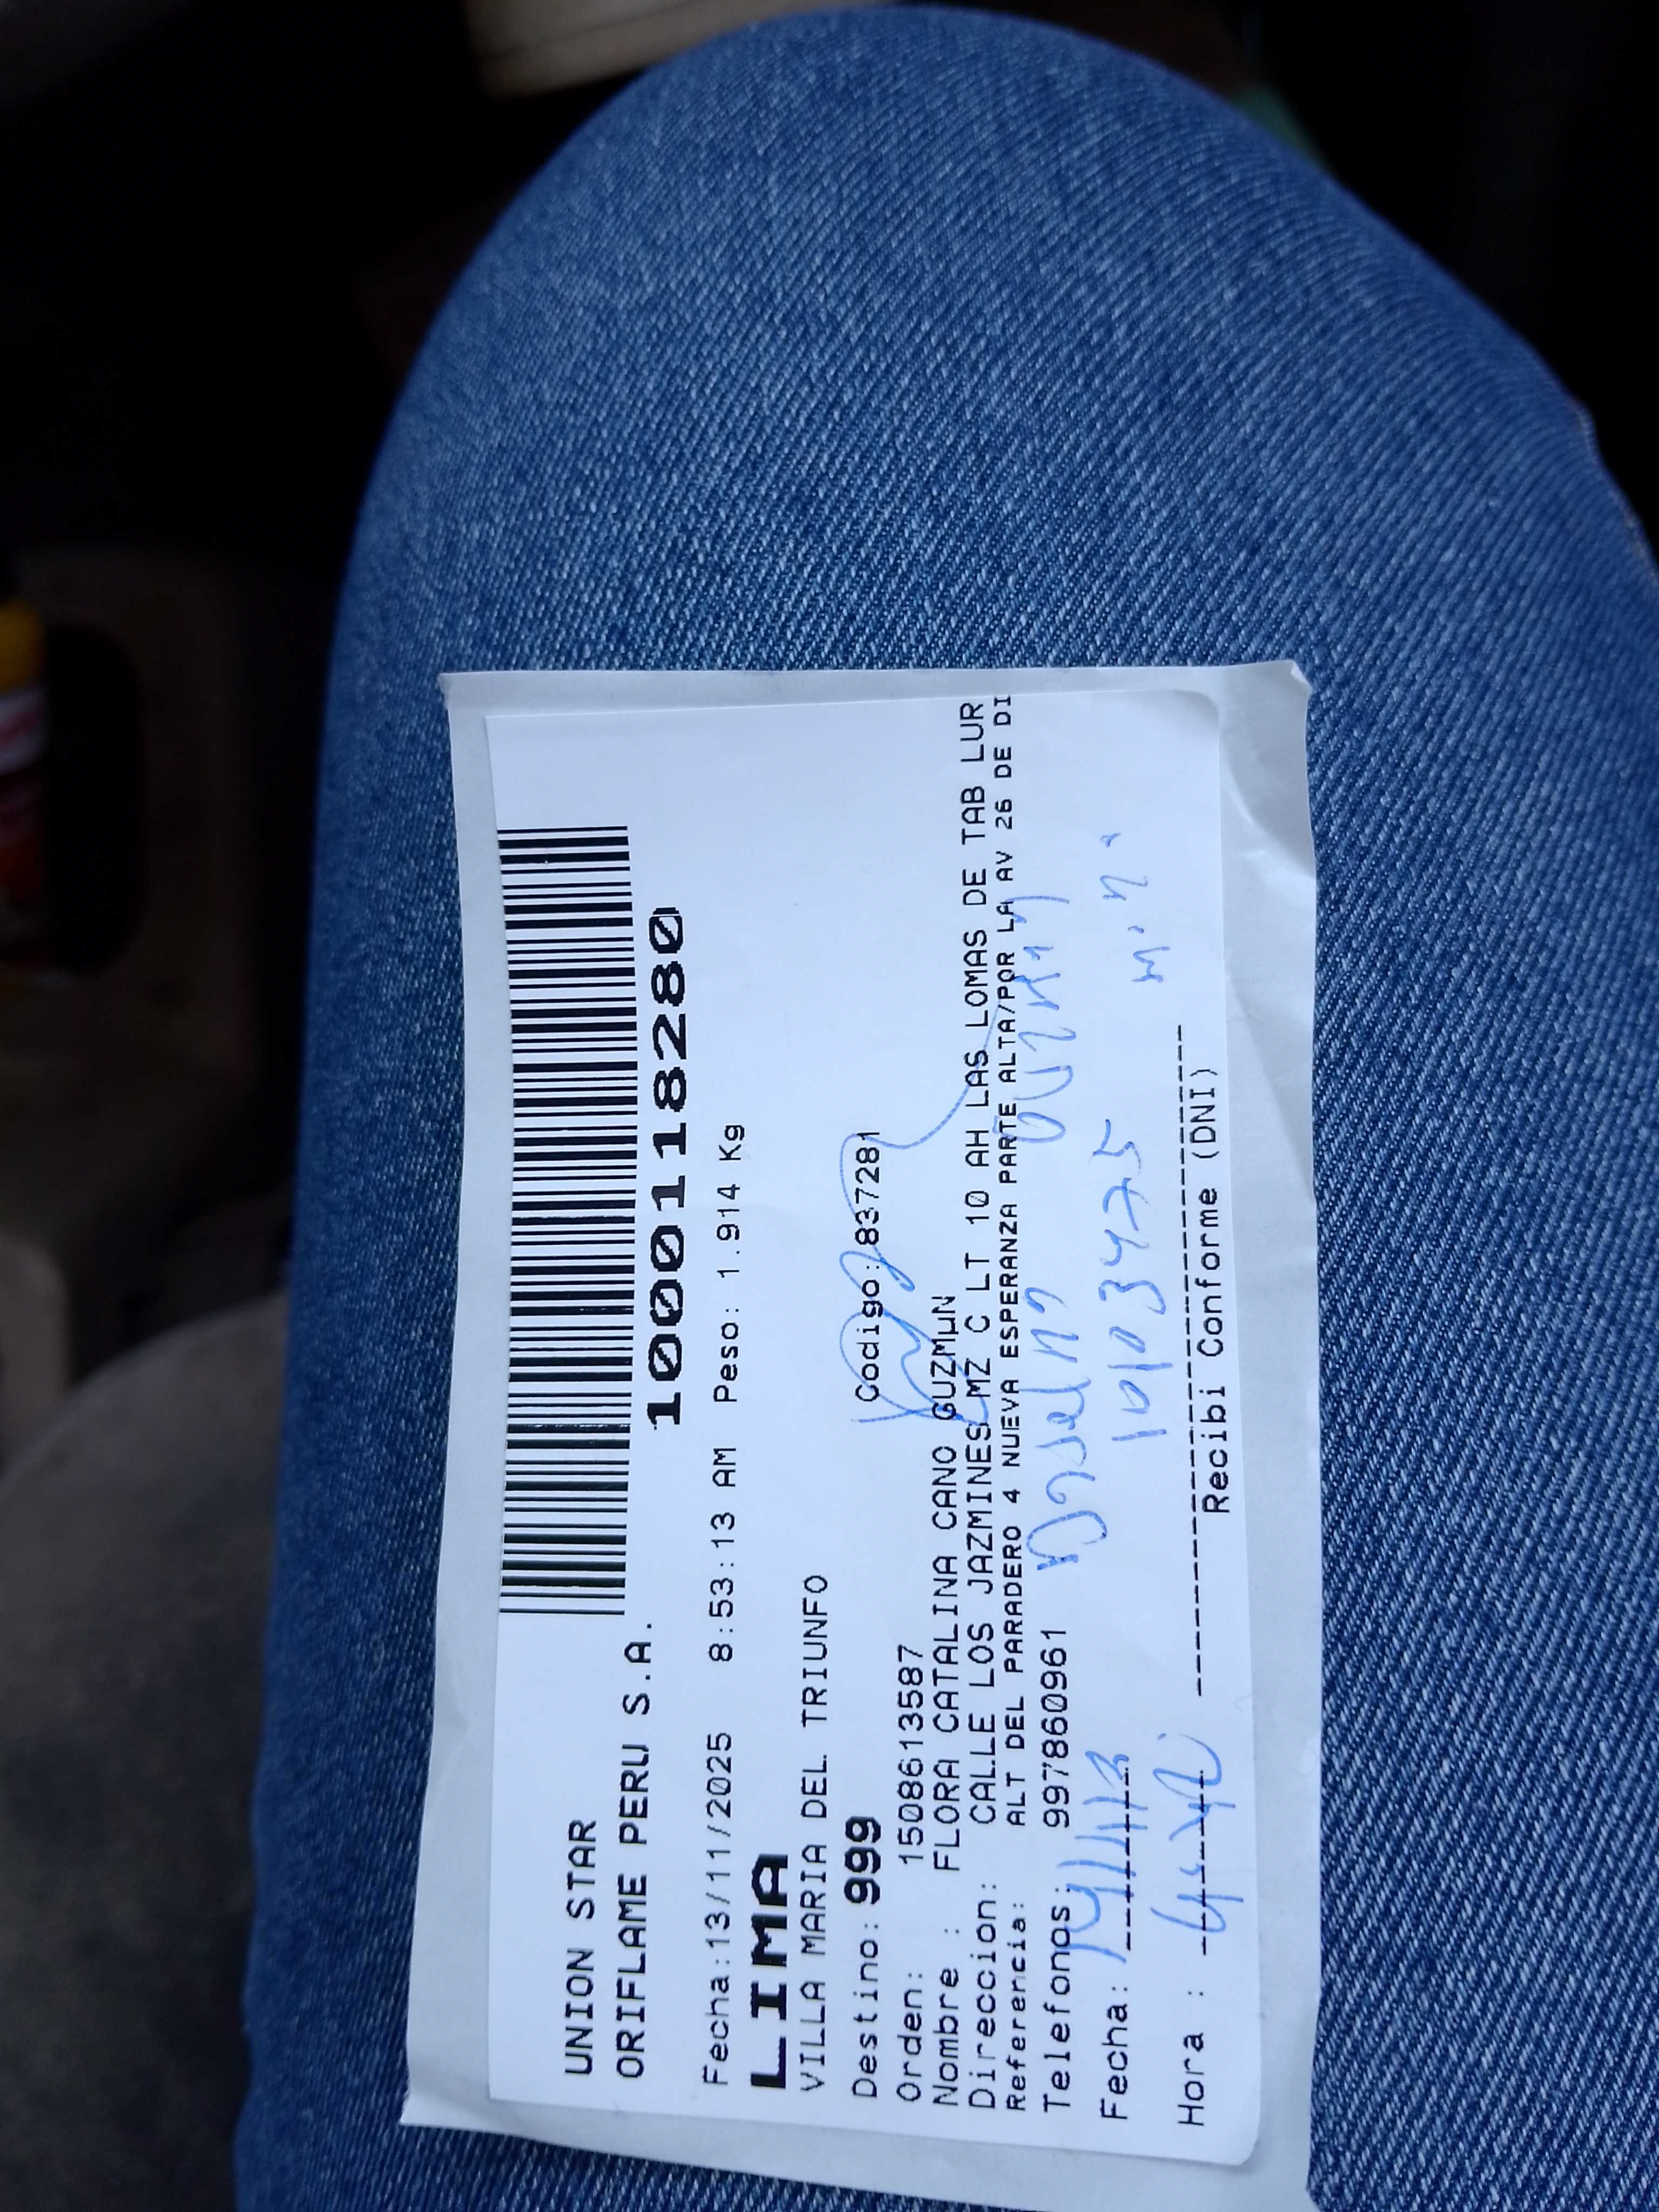 UNION STAR
ORIFLAME PERU S.A.
10001118280
Fecha:13/11/2025 8:53:13 AM Peso: 1.914 Kg
LIMA
VILLA MARIA DEL TRIUNFO
Destino: 999 Codigo: 837281
Orden: 1508613587
Nombre : FLORA CATALINA CANO GUZMµN
Direccion: CALLE LOS JAZMINES MZ C LT 10 AH LAS LOMAS DE TAB LUR
Referencia: ALT DEL PARADERO 4 NUEVA ESPERANZA PARTE ALTA/POR LA AV 26 DE DI
Telefonos: 997860961
Fecha:
Hora :
Recibi Conforme (DNI)